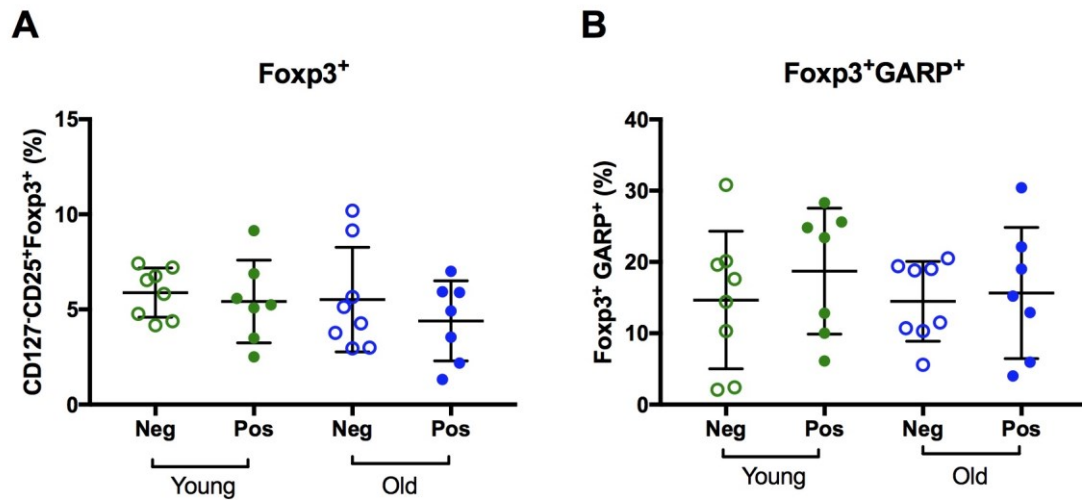 A
Foxp3⁺
CD127⁻CD25⁺Foxp3⁺ (%)
15
10
5
0
Neg Pos Neg Pos
Young Old
B
Foxp3⁺GARP⁺
Foxp3⁺ GARP⁺ (%)
40
30
20
10
0
Neg Pos Neg Pos
Young Old